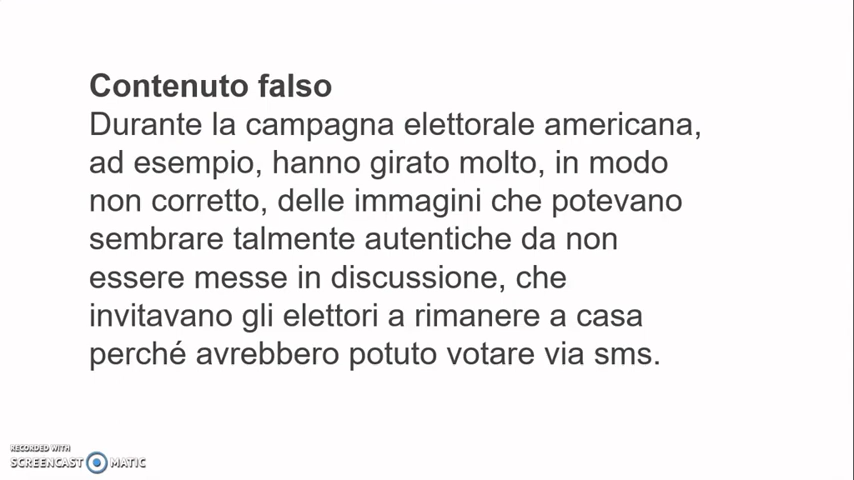 Contenuto falso
Durante la campagna elettorale americana,
ad esempio, hanno girato molto, in modo
non corretto, delle immagini che potevano
sembrare talmente autentiche da non
essere messe in discussione, che
invitavano gli elettori a rimanere a casa
perché avrebbero potuto votare via sms.
RECORDED WITH
SCREENCAST MATIC